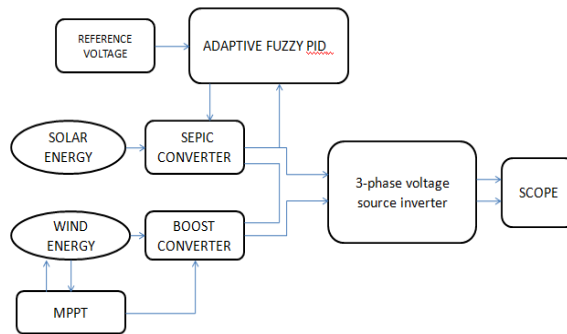 REFERENCE
VOLTAGE
ADAPTIVE FUZZY PID
SOLAR
ENERGY
SEPIC
CONVERTER
3-phase voltage
source inverter
SCOPE
WIND
ENERGY
BOOST
CONVERTER
MPPT